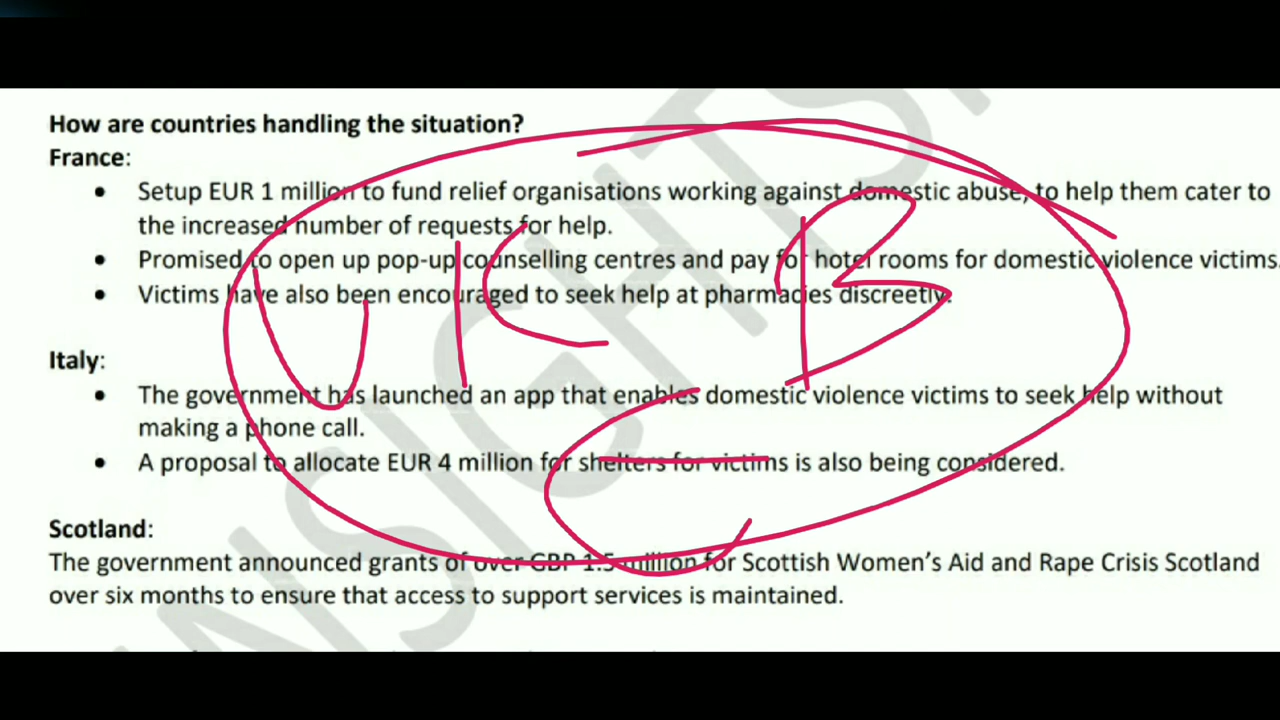 How are countries handling the situation?
France:
• Setup EUR 1 million to fund relief organisations working against domestic abuse, to help them cater to
the increased number of requests for help.
• Promised to open up pop-up counselling centres and pay for hotel rooms for domestic violence victims.
• Victims have also been encouraged to seek help at pharmacies discreetly.
Italy:
• The government has launched an app that enables domestic violence victims to seek help without
making a phone call.
• A proposal to allocate EUR 4 million for shelters for victims is also being considered.
Scotland:
The government announced grants of over GBP 1.5 million for Scottish Women's Aid and Rape Crisis Scotland
over six months to ensure that access to support services is maintained.